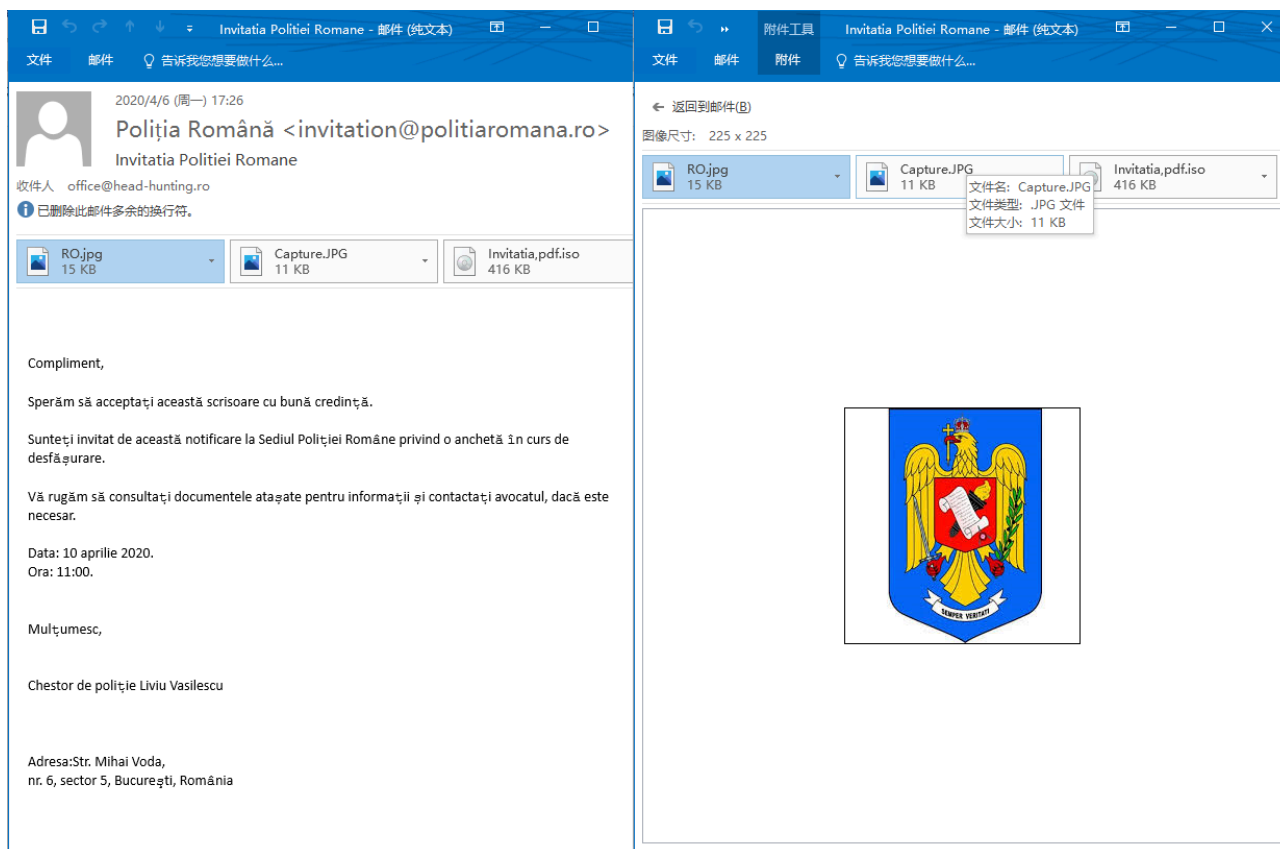 Invitatia Politiei Romane - 邮件 (纯文本)
文件 邮件 告诉我您想要做什么...
2020/4/6 (周一) 17:26
Poliția Română <invitation@politiaromana.ro>
Invitatia Politiei Romane
收件人 office@head-hunting.ro
已删除此邮件多余的换行符。
RO.jpg
15 KB
Capture.JPG
11 KB
Invitatia,pdf.iso
416 KB
Compliment,
Sperăm să acceptați această scrisoare cu bună credință.
Sunteți invitat de această notificare la Sediul Poliției Române privind o anchetă în curs de
desfășurare.
Vă rugăm să consultați documentele atașate pentru informații și contactați avocatul, dacă este
necesar.
Data: 10 aprilie 2020.
Ora: 11:00.
Mulțumesc,
Chestor de poliție Liviu Vasilescu
Adresa:Str. Mihai Voda,
nr. 6, sector 5, București, România
附件工具 Invitatia Politiei Romane - 邮件 (纯文本)
文件 邮件 附件 告诉我您想要做什么...
返回到邮件(B)
图像尺寸: 225 x 225
RO.jpg
15 KB
Capture.JPG
11 KB
Invitatia,pdf.iso
416 KB
文件名: Capture.JPG
文件类型: .JPG 文件
文件大小: 11 KB
SEMPER VERITATI